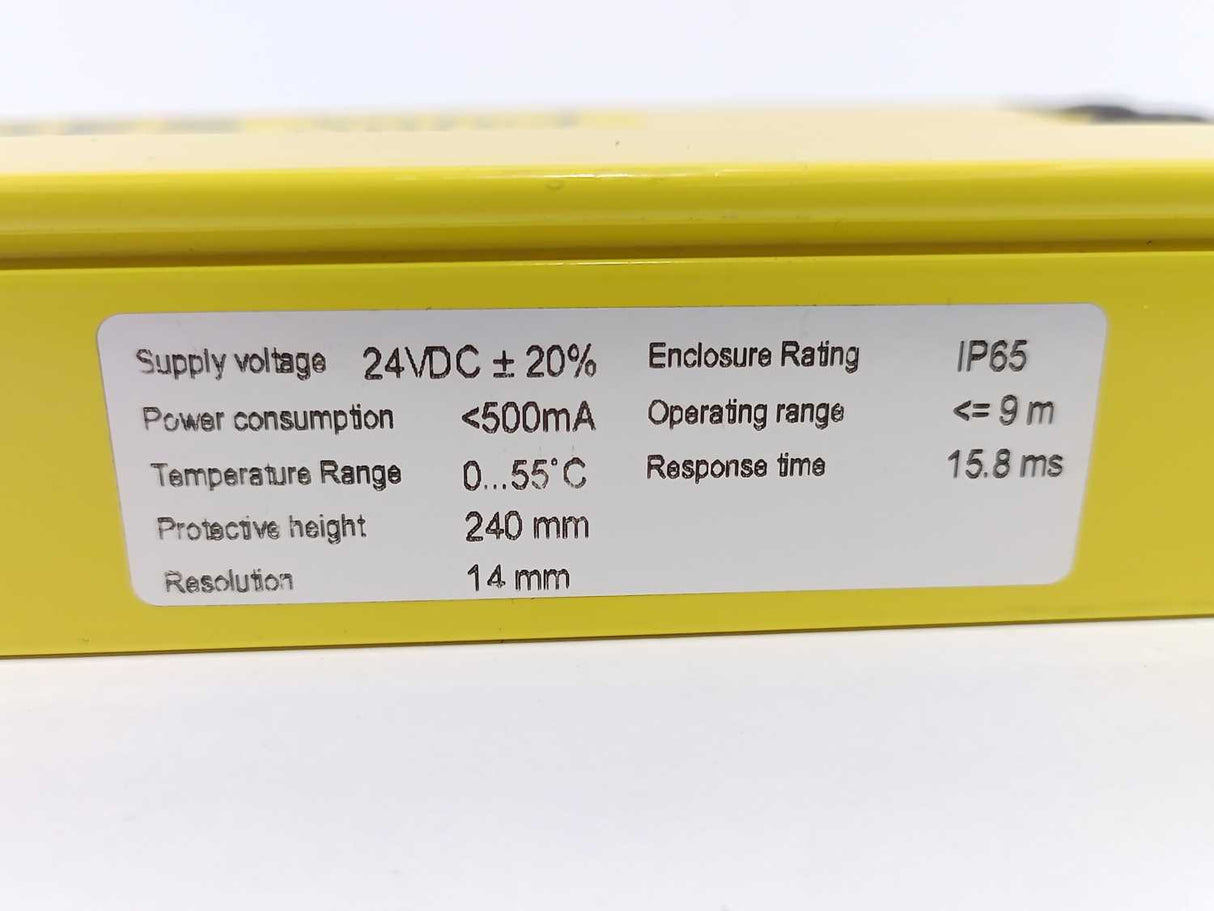 Supply voltage 24VDC ± 20% Enclosure Rating IP65
Power consumption <500mA Operating range <= 9 m
Temperature Range 0...55°C Response time 15.8 ms
Protective height 240 mm
Resolution 14 mm